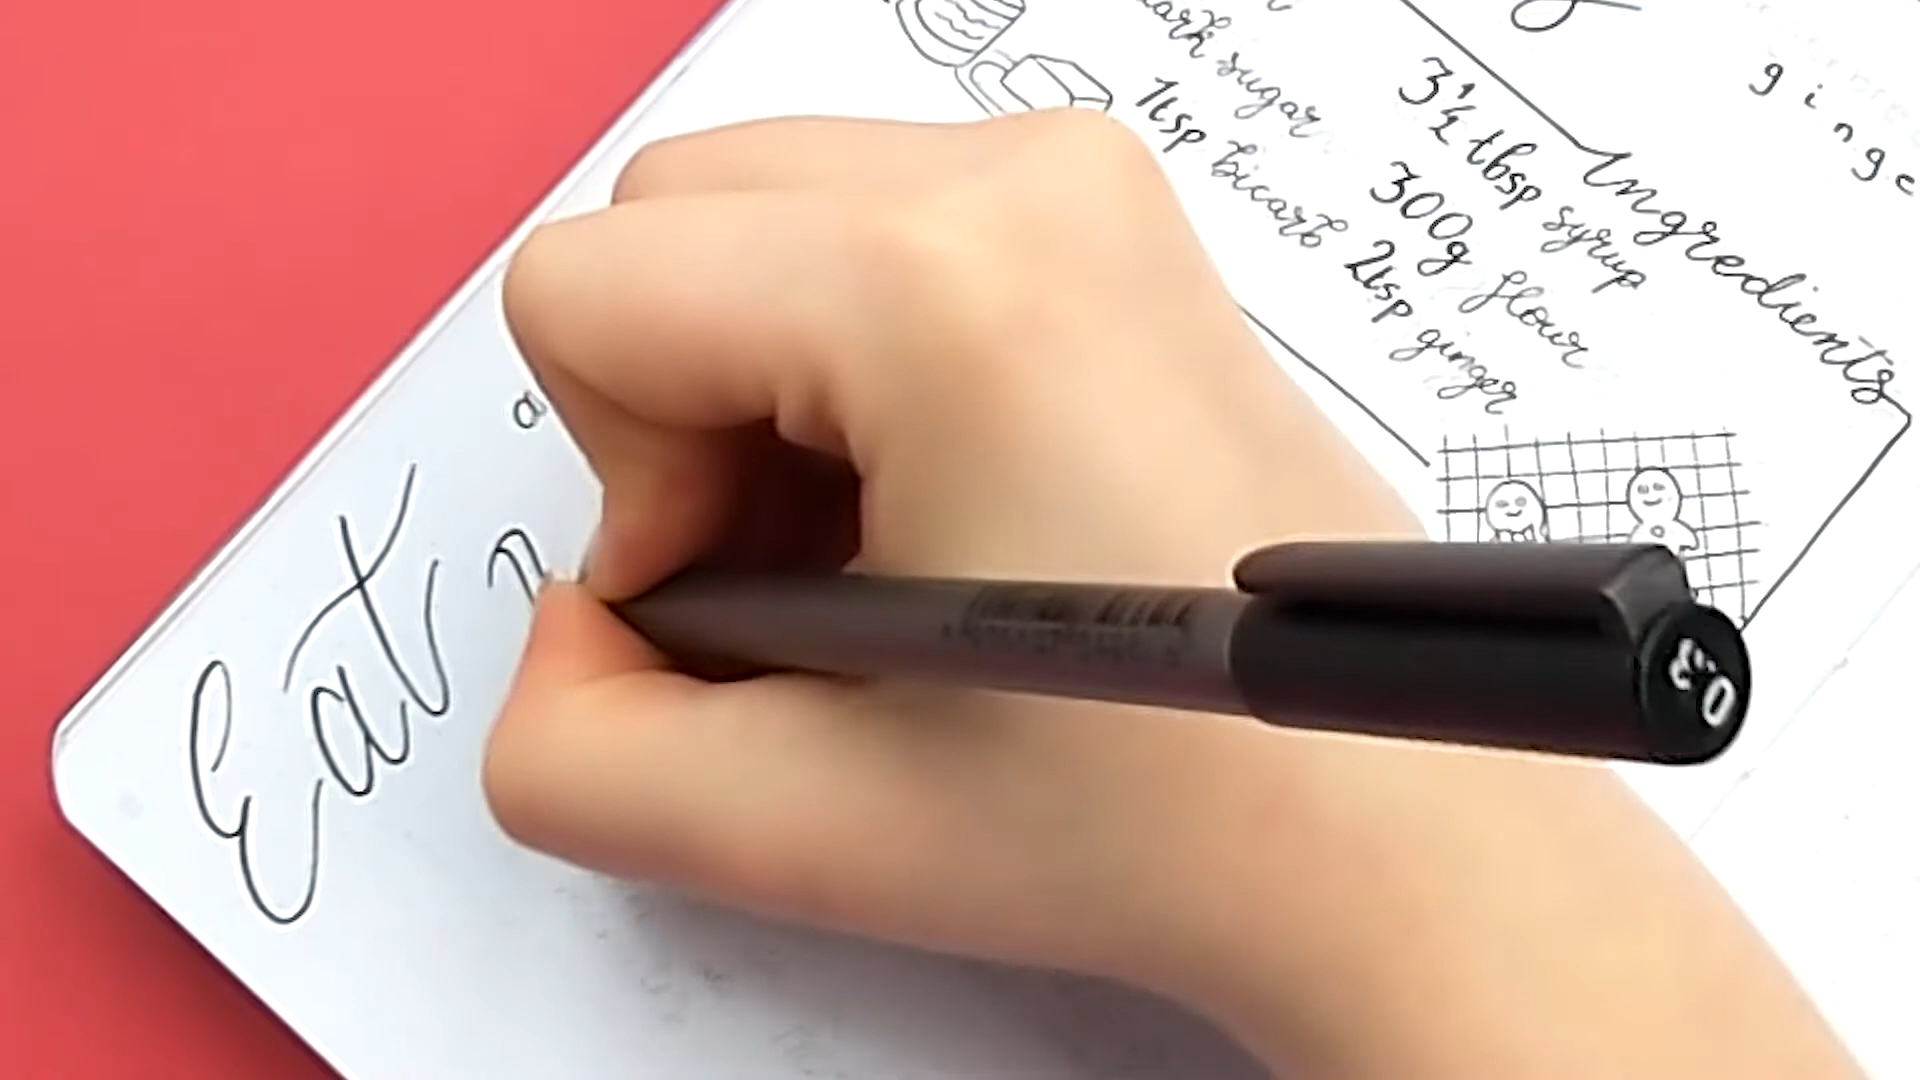 ginge
Ingredients
3½ tbsp syrup
300g flour
2tsp ginger
dark sugar
1tsp bicarb
a
Eat
n
0.3